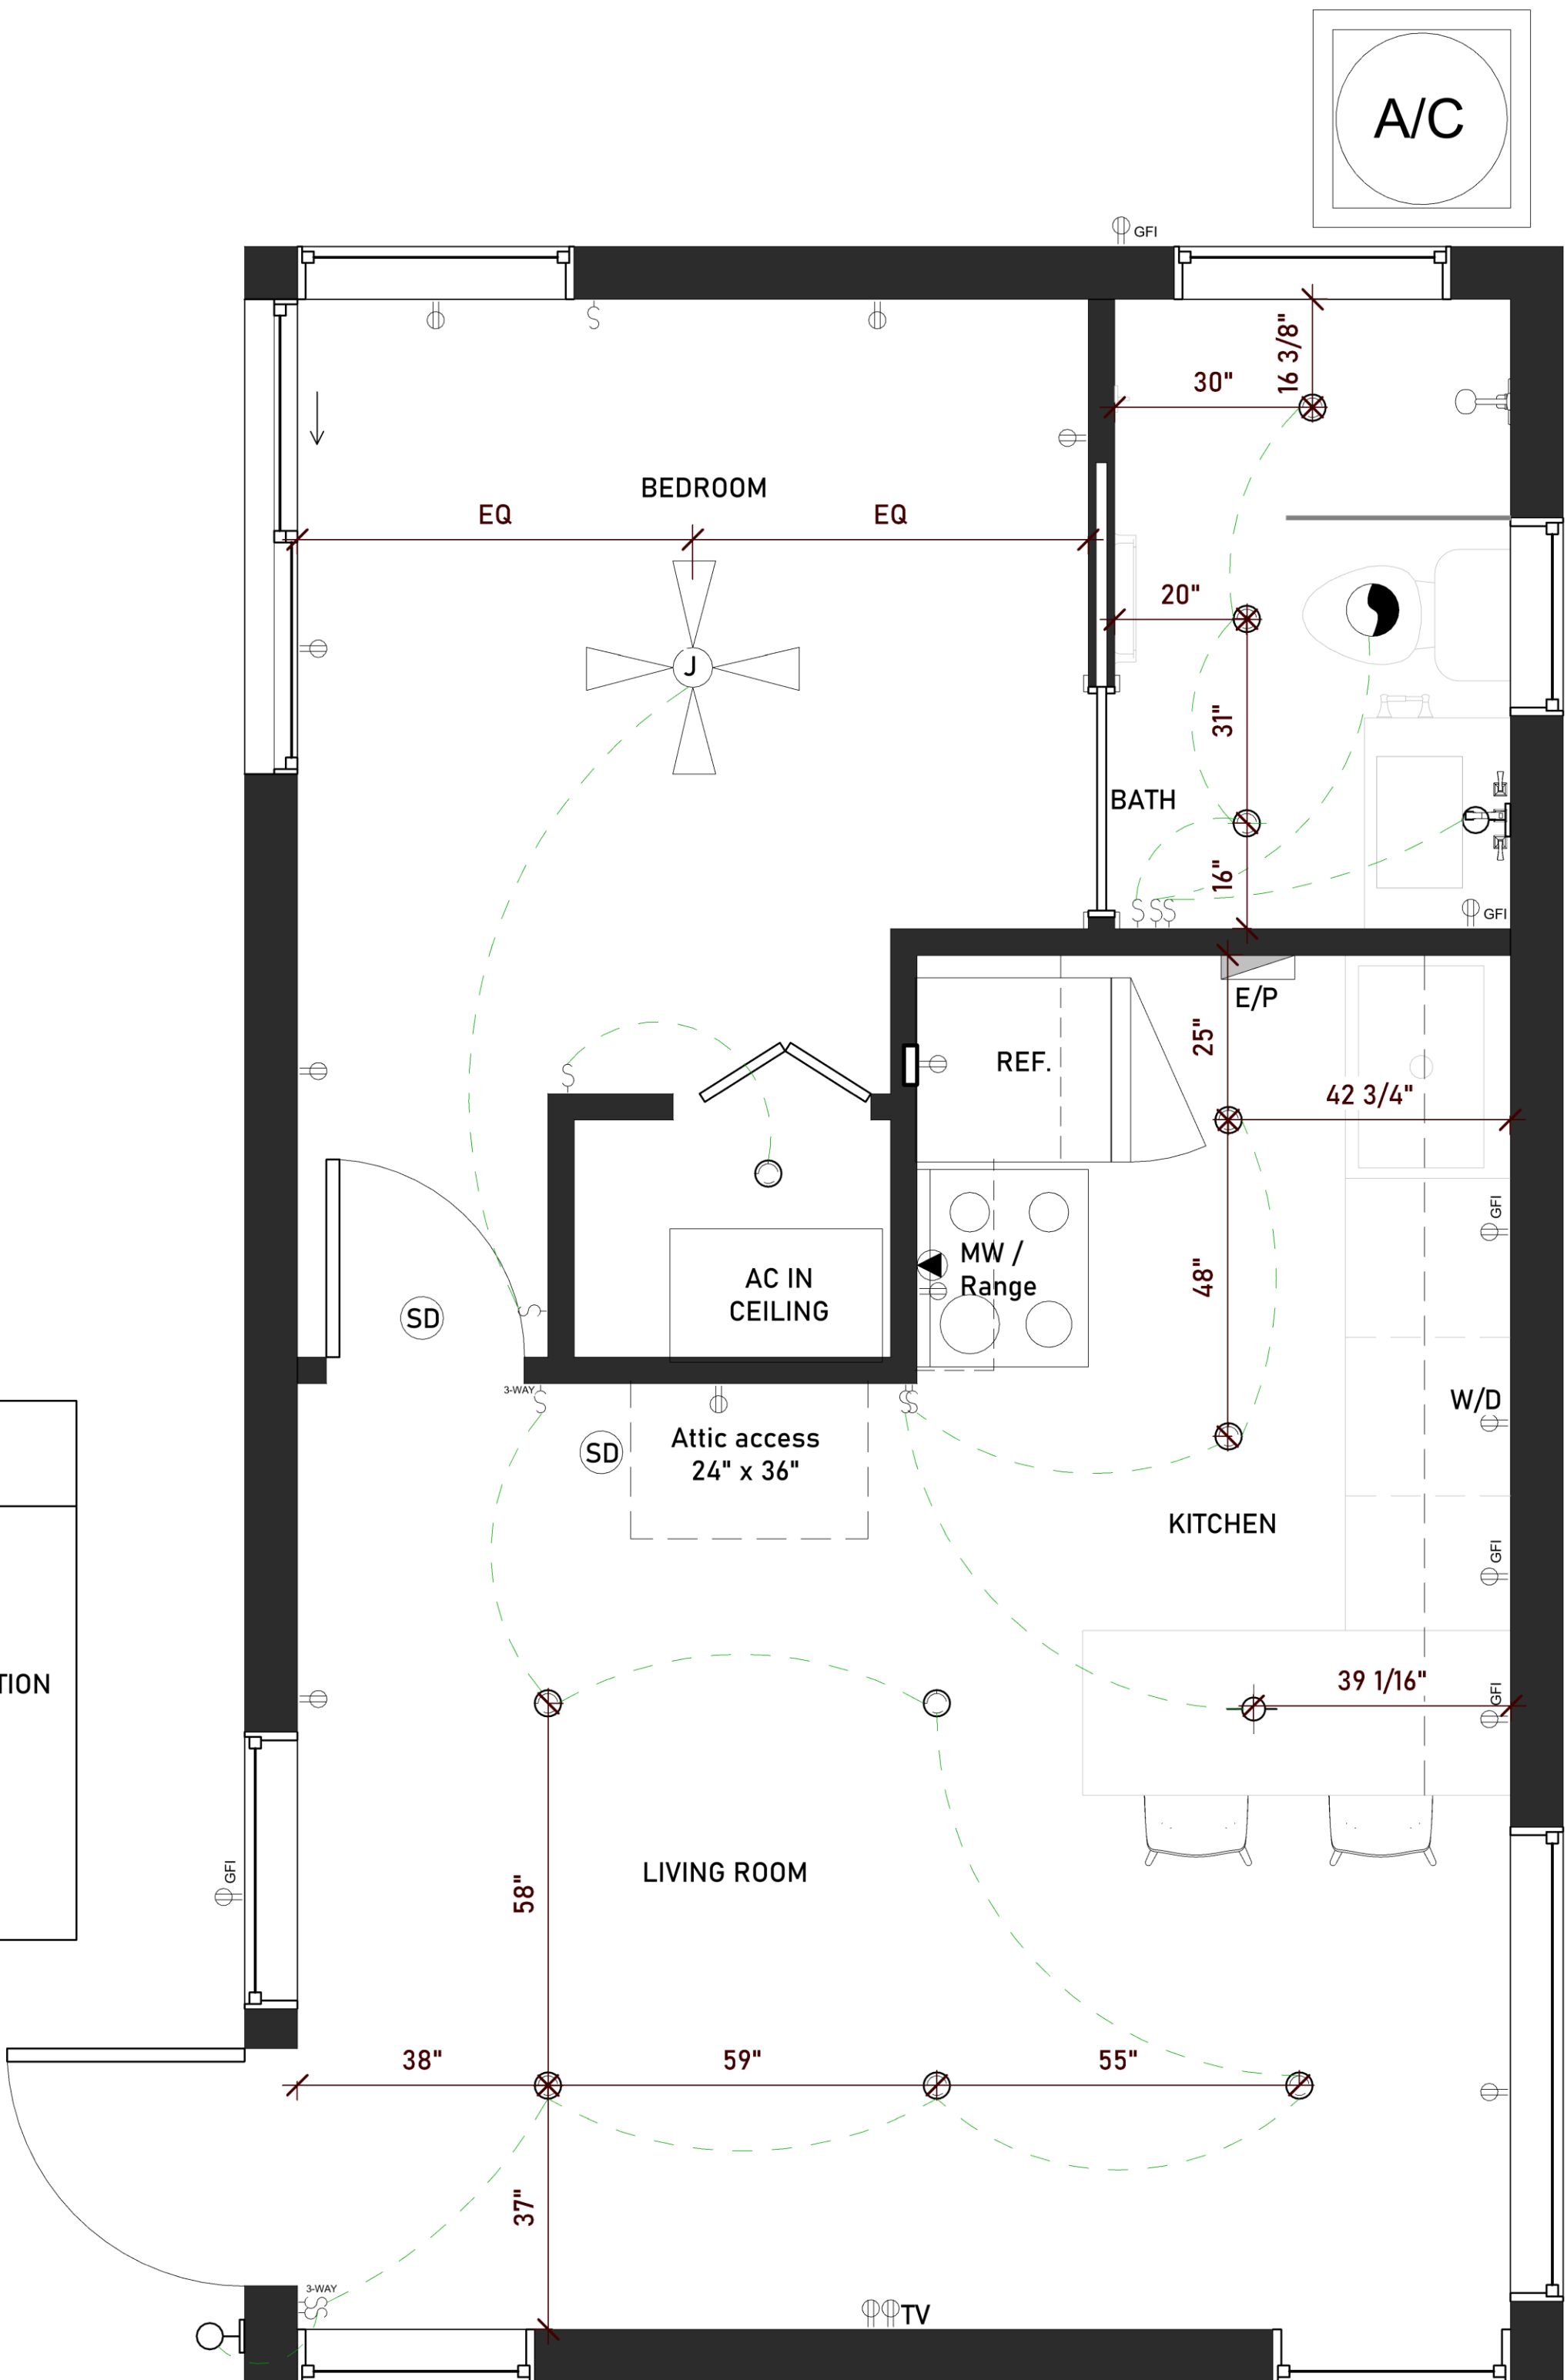 A/C
GFI
16 3/8"
30"
BEDROOM
EQ
EQ
20"
J
31"
BATH
16"
S
S
S
S
GFI
E/P
25"
REF.
42 3/4"
S
GFI
MW /
Range
48"
AC IN
CEILING
SD
S
3-WAY
S
S
S
W/D
Attic access
24" x 36"
SD
KITCHEN
GFI
TION
39 1/16"
GFI
GFI
LIVING ROOM
58"
38"
59"
55"
37"
3-WAY
S
S
TV